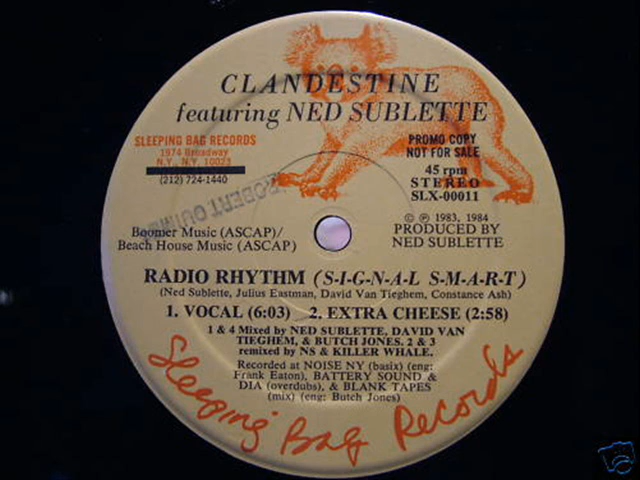 CLANDESTINE
featuring NED SUBLETTE
SLEEPING BAG RECORDS
1974 Broadway
N.Y., N.Y. 10023
(212) 724-1440
PROMO COPY
NOT FOR SALE
45 rpm
STEREO
SLX-00011
ROBERT
Boomer Music (ASCAP)/
Beach House Music (ASCAP)
© ℗ 1983, 1984
PRODUCED BY
NED SUBLETTE
RADIO RHYTHM (S-I-G-N-A-L S-M-A-R-T)
(Ned Sublette, Julius Eastman, David Van Tieghem, Constance Ash)
1. VOCAL (6:03) 2. EXTRA CHEESE (2:58)
1 & 4 Mixed by NED SUBLETTE, DAVID VAN
TIEGHEM, & BUTCH JONES. 2 & 3
remixed by NS & KILLER WHALE.
Recorded at NOISE NY (basix) (eng:
Frank Eaton), BATTERY SOUND &
DIA (overdubs), & BLANK TAPES
(mix) (eng: Butch Jones)
Sleeping Bag Records